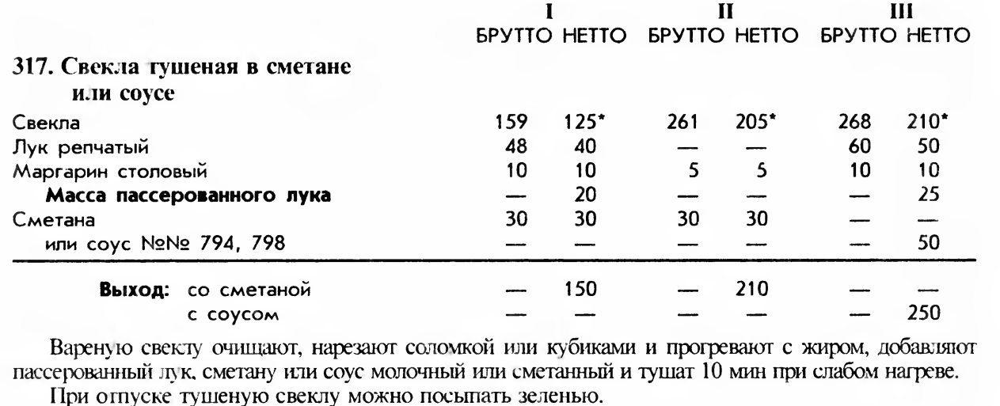 I II III
БРУТТО НЕТТО БРУТТО НЕТТО БРУТТО НЕТТО
317. Свекла тушеная в сметане
или соусе
Свекла 159 125* 261 205* 268 210*
Лук репчатый 48 40 — — 60 50
Маргарин столовый 10 10 5 5 10 10
Масса пассерованного лука — 20 — — — 25
Сметана 30 30 30 30 — —
или соус №№ 794, 798 — — — — — 50
Выход: со сметаной — 150 — 210 — —
с соусом — — — — — 250
Вареную свеклу очищают, нарезают соломкой или кубиками и прогревают с жиром, добавляют
пассерованный лук, сметану или соус молочный или сметанный и тушат 10 мин при слабом нагреве.
При отпуске тушеную свеклу можно посыпать зеленью.